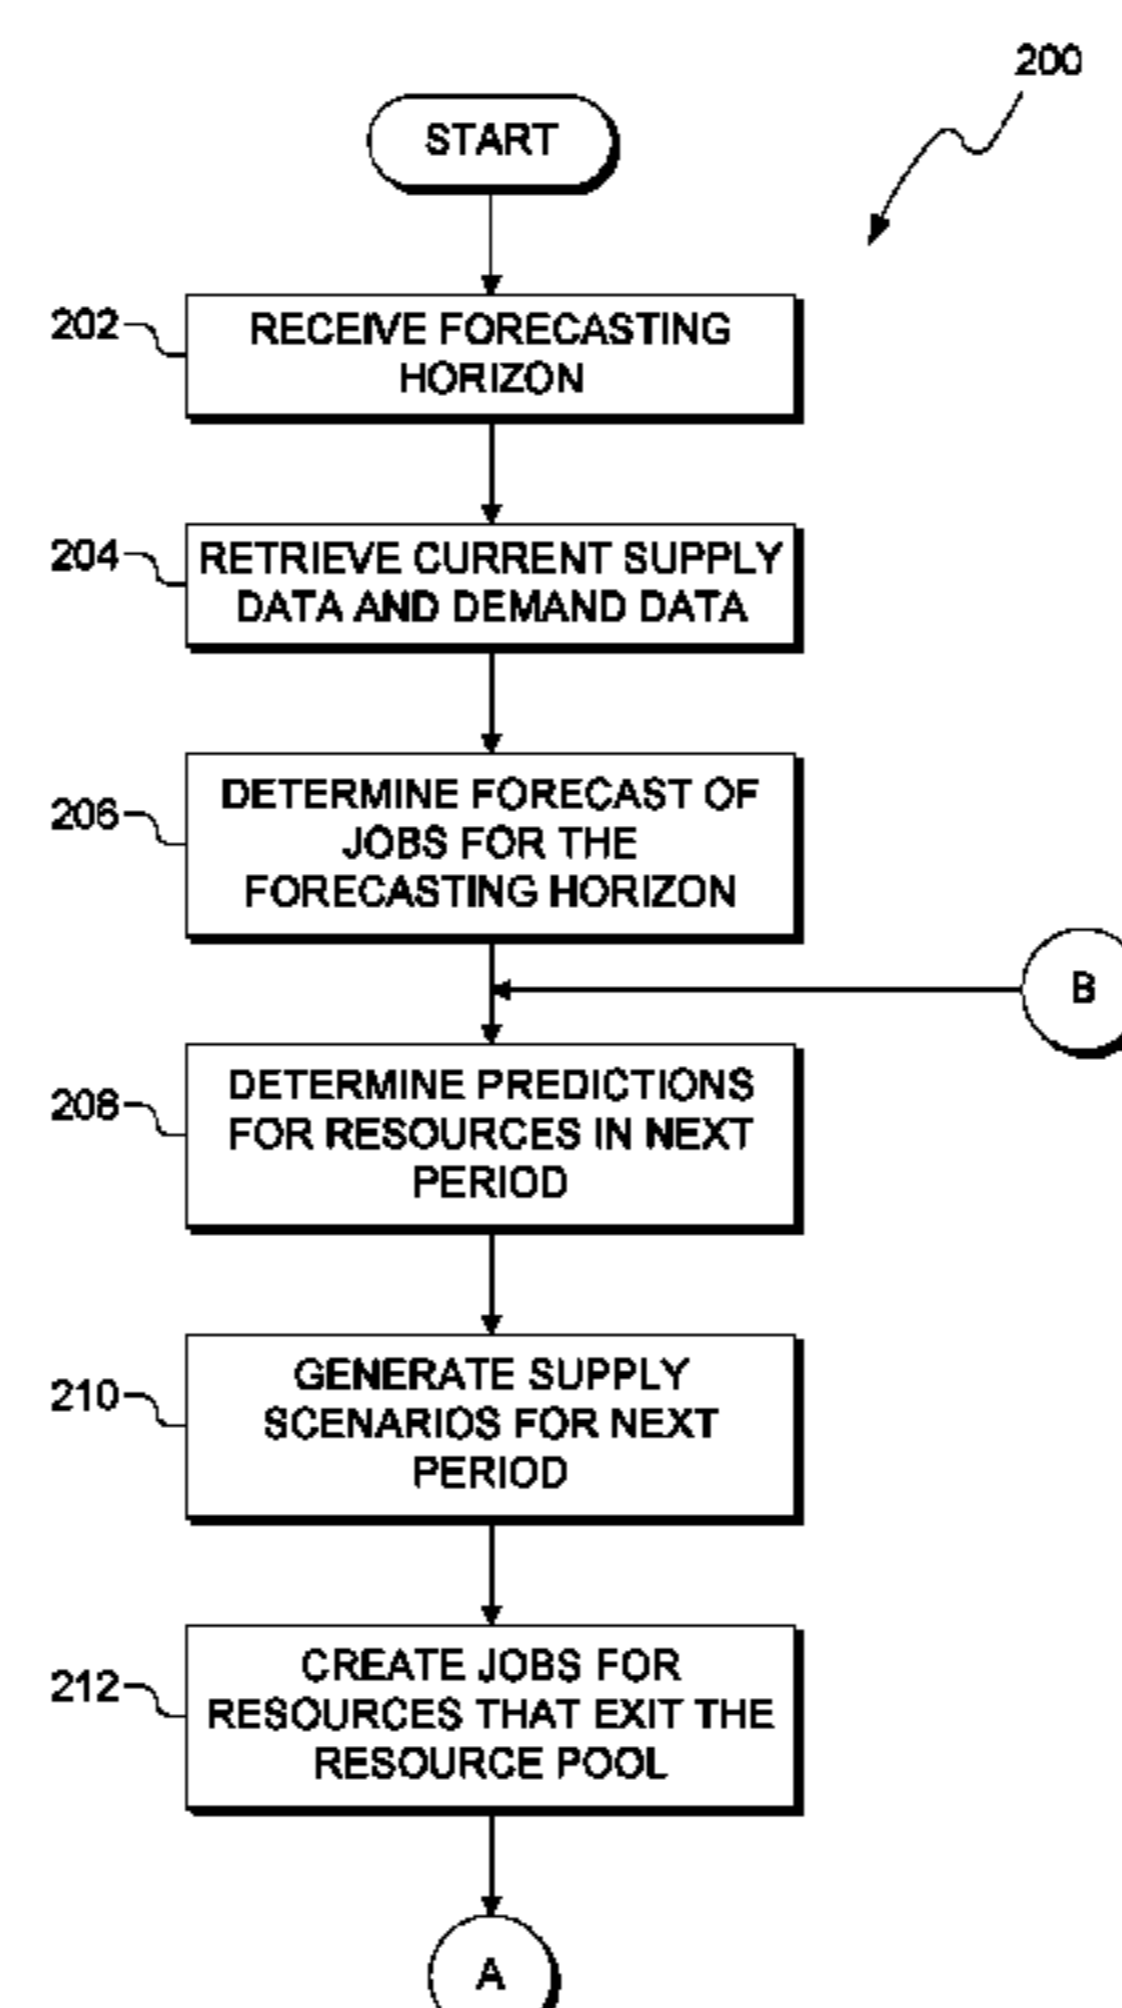 200
START
202
RECEIVE FORECASTING
HORIZON
204
RETRIEVE CURRENT SUPPLY
DATA AND DEMAND DATA
206
DETERMINE FORECAST OF
JOBS FOR THE
FORECASTING HORIZON
B
208
DETERMINE PREDICTIONS
FOR RESOURCES IN NEXT
PERIOD
210
GENERATE SUPPLY
SCENARIOS FOR NEXT
PERIOD
212
CREATE JOBS FOR
RESOURCES THAT EXIT THE
RESOURCE POOL
A